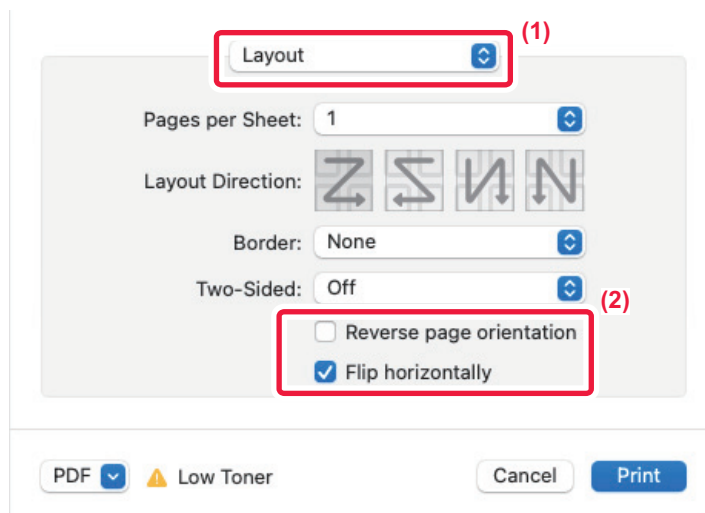 (1)
Layout
Pages per Sheet: 1
Layout Direction:
Border: None
Two-Sided: Off
(2)
Reverse page orientation
Flip horizontally
PDF Low Toner Cancel Print